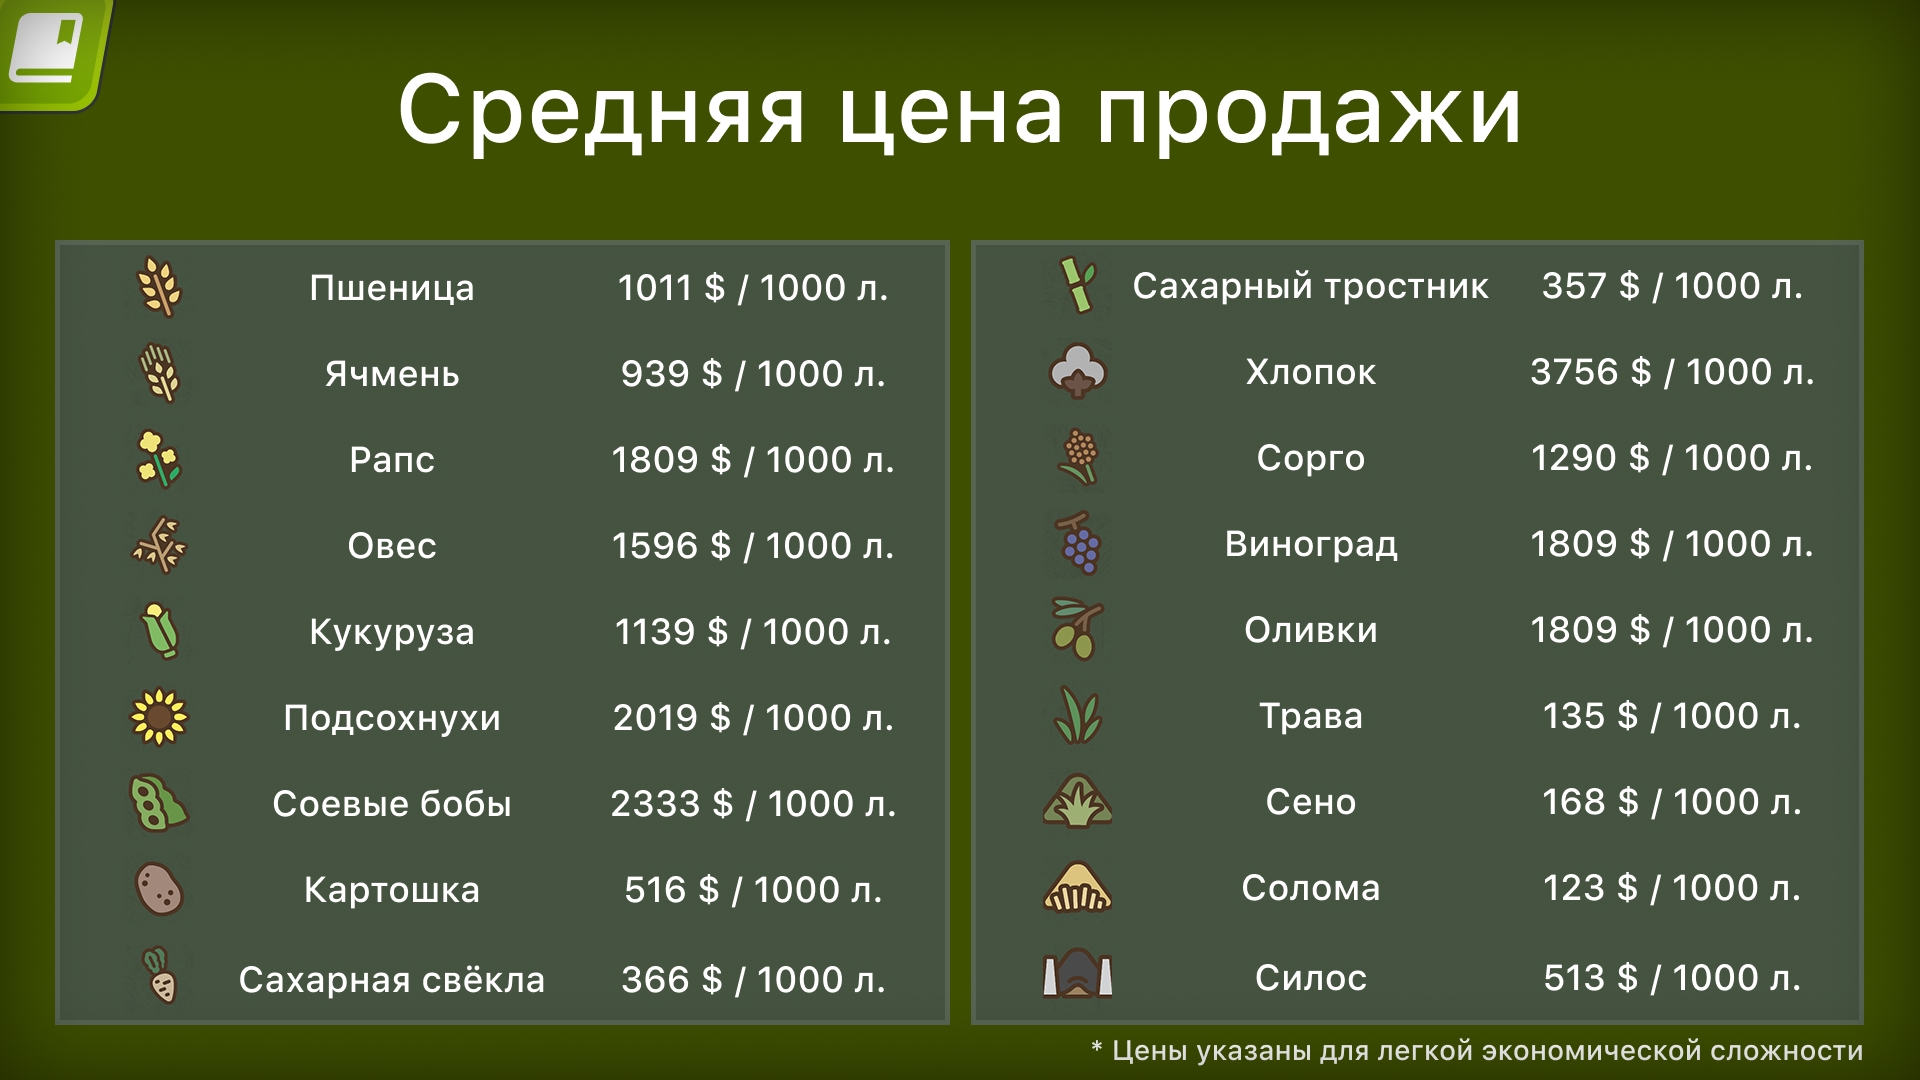 Средняя цена продажи
Пшеница 1011 $ / 1000 л.
Ячмень 939 $ / 1000 л.
Рапс 1809 $ / 1000 л.
Овес 1596 $ / 1000 л.
Кукуруза 1139 $ / 1000 л.
Подсохнухи 2019 $ / 1000 л.
Соевые бобы 2333 $ / 1000 л.
Картошка 516 $ / 1000 л.
Сахарная свёкла 366 $ / 1000 л.
Сахарный тростник 357 $ / 1000 л.
Хлопок 3756 $ / 1000 л.
Сорго 1290 $ / 1000 л.
Виноград 1809 $ / 1000 л.
Оливки 1809 $ / 1000 л.
Трава 135 $ / 1000 л.
Сено 168 $ / 1000 л.
Солома 123 $ / 1000 л.
Силос 513 $ / 1000 л.
* Цены указаны для легкой экономической сложности